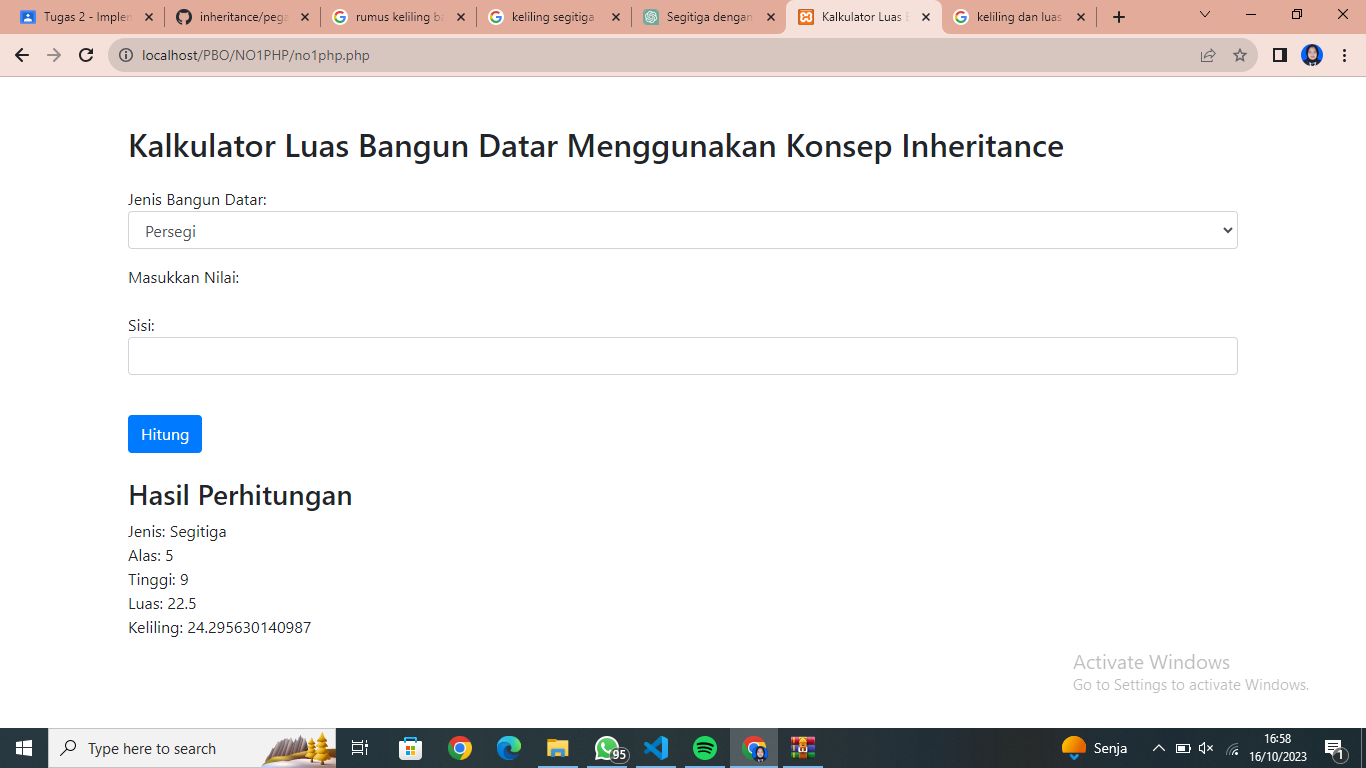 Tugas 2 - Implen
inheritance/pega
rumus keliling ba
keliling segitiga
Segitiga dengan
Kalkulator Luas B
keliling dan luas
localhost/PBO/NO1PHP/no1php.php
Kalkulator Luas Bangun Datar Menggunakan Konsep Inheritance
Jenis Bangun Datar:
Persegi
Masukkan Nilai:
Sisi:
Hitung
Hasil Perhitungan
Jenis: Segitiga
Alas: 5
Tinggi: 9
Luas: 22.5
Keliling: 24.295630140987
Activate Windows
Go to Settings to activate Windows.
Type here to search
95
Senja
16:58
16/10/2023
1